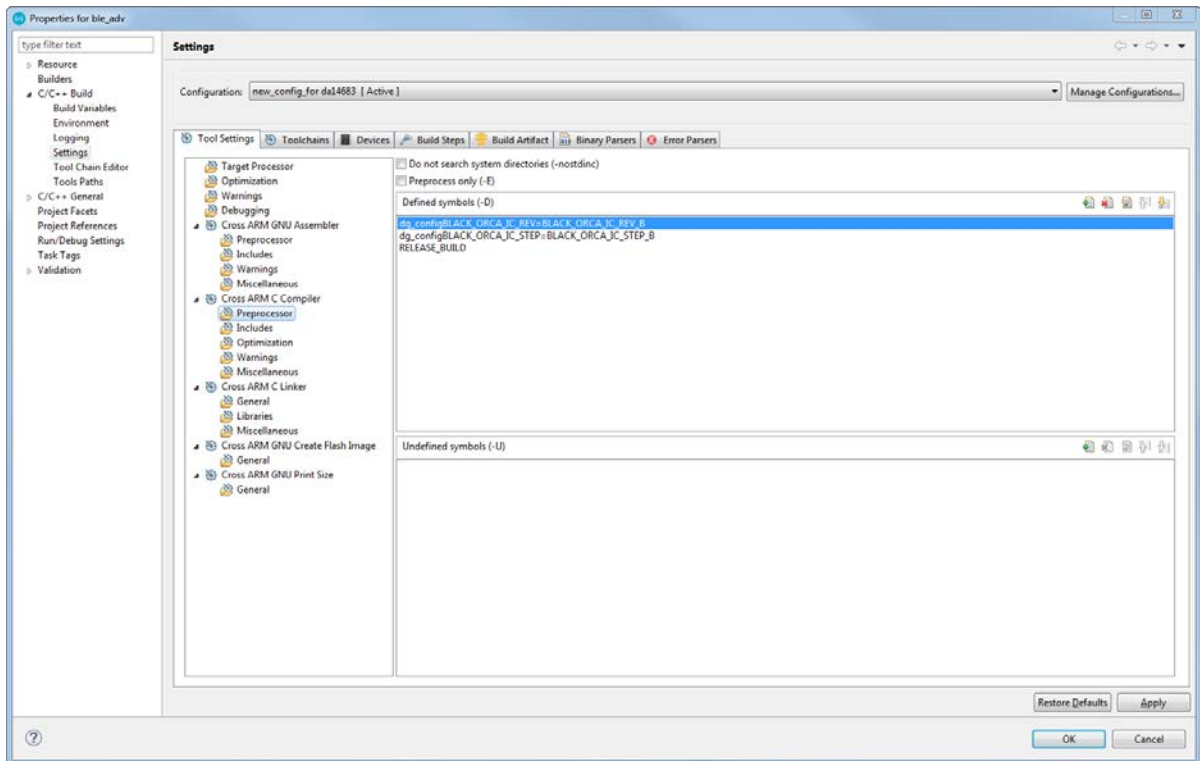 Properties for ble_adv
type filter text
Resource
Builders
C/C++ Build
Build Variables
Environment
Logging
Settings
Tool Chain Editor
Tools Paths
C/C++ General
Project Facets
Project References
Run/Debug Settings
Task Tags
Validation
Settings
Configuration: new_config_for da14683 [ Active ] Manage Configurations...
Tool Settings Toolchains Devices Build Steps Build Artifact Binary Parsers Error Parsers
Target Processor
Optimization
Warnings
Debugging
Cross ARM GNU Assembler
Preprocessor
Includes
Warnings
Miscellaneous
Cross ARM C Compiler
Preprocessor
Includes
Optimization
Warnings
Miscellaneous
Cross ARM C Linker
General
Libraries
Miscellaneous
Cross ARM GNU Create Flash Image
General
Cross ARM GNU Print Size
General
Do not search system directories (-nostdinc)
Preprocess only (-E)
Defined symbols (-D)
dg_configBLACK_ORCA_IC_REV=BLACK_ORCA_IC_REV_B
dg_configBLACK_ORCA_IC_STEP=BLACK_ORCA_IC_STEP_B
RELEASE_BUILD
Undefined symbols (-U)
Restore Defaults Apply
OK Cancel